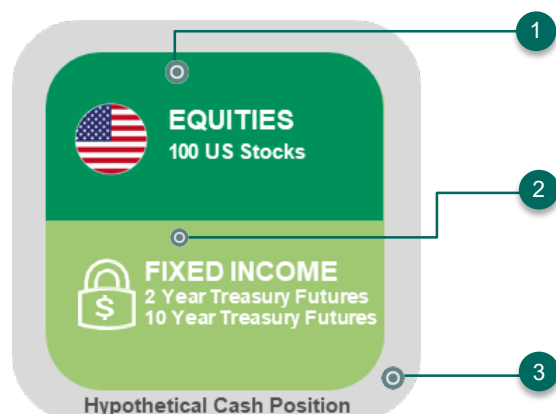 1
EQUITIES
100 US Stocks
2
FIXED INCOME
$ 2 Year Treasury Futures
10 Year Treasury Futures
3
Hypothetical Cash Position